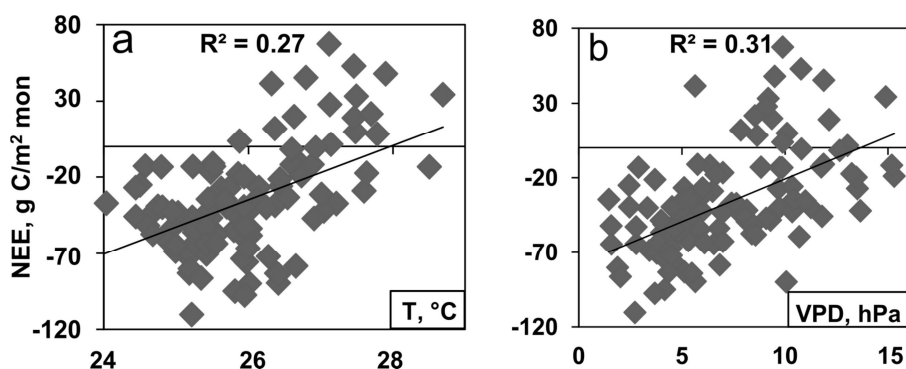 a
R² = 0.27
NEE, g C/m² mon
80
30
-20
-70
-120
T, °C
24
26
28
b
R² = 0.31
80
30
-20
-70
-120
VPD, hPa
0
5
10
15